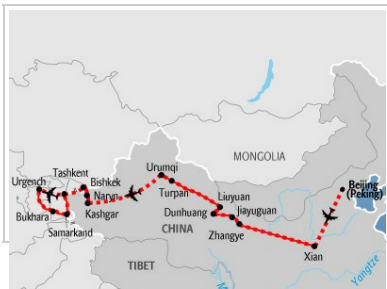 MONGOLIA
Urumqi
Tashkent
Bishkek
Urgench
Turpan
Naryn
Liuyuan
Beijing
(Peking)
Bukhara
Kashgar
Dunhuang
Jiayuguan
CHINA
Samarkand
Zhangye
Xian
TIBET
Yangtze